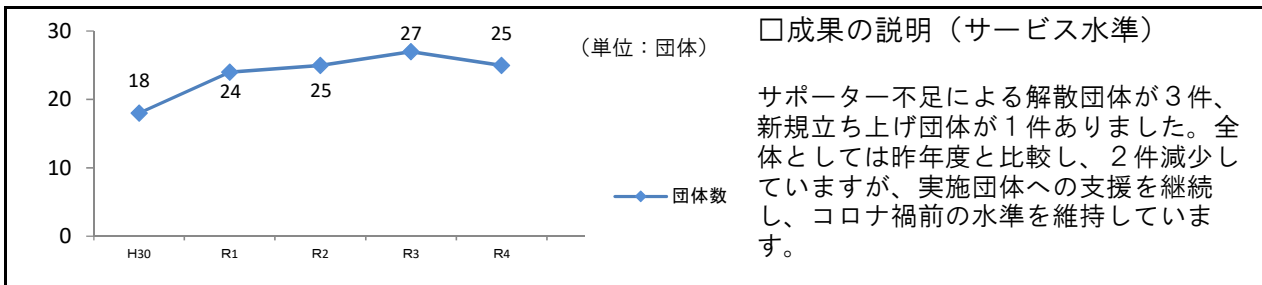 30
20
10
0
18
24
25
27
25
（単位：団体）
団体数
H30
R1
R2
R3
R4
□成果の説明（サービス水準）
サポーター不足による解散団体が３件、
新規立ち上げ団体が１件ありました。全
体としては昨年度と比較し、２件減少し
ていますが、実施団体への支援を継続
し、コロナ禍前の水準を維持していま
す。